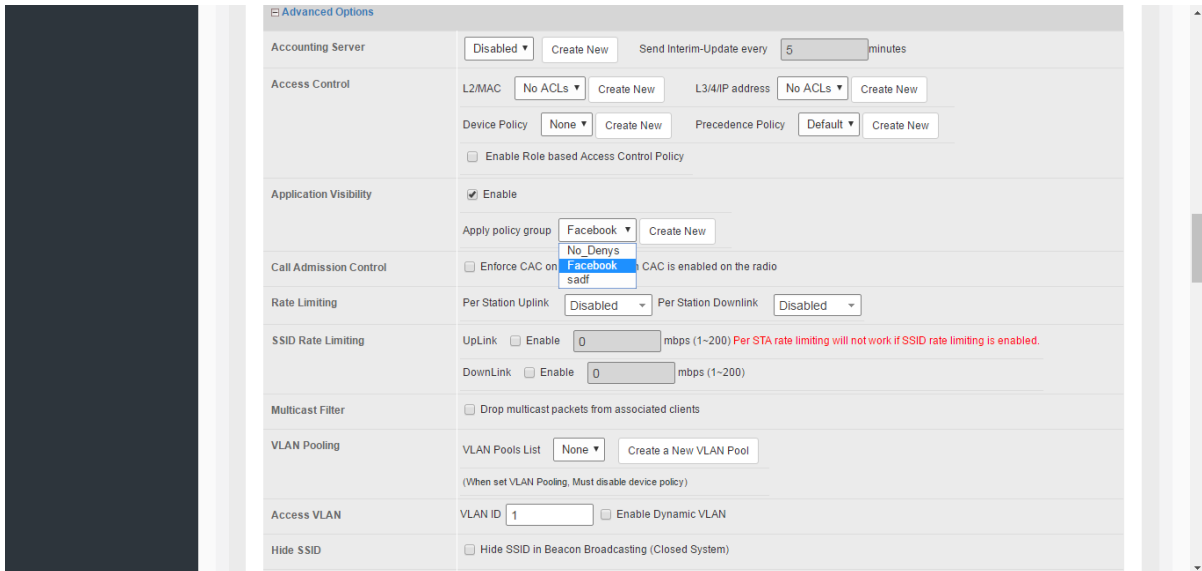 Advanced Options
Accounting Server Disabled Create New Send Interim-Update every 5 minutes
Access Control L2/MAC No ACLs Create New L3/4/IP address No ACLs Create New
Device Policy None Create New Precedence Policy Default Create New
Enable Role based Access Control Policy
Application Visibility Enable
Apply policy group Facebook Create New
No_Denys
Call Admission Control Enforce CAC on Facebook CAC is enabled on the radio
sadf
Rate Limiting Per Station Uplink Disabled Per Station Downlink Disabled
SSID Rate Limiting UpLink Enable 0 mbps (1~200) Per STA rate limiting will not work if SSID rate limiting is enabled.
DownLink Enable 0 mbps (1~200)
Multicast Filter Drop multicast packets from associated clients
VLAN Pooling VLAN Pools List None Create a New VLAN Pool
(When set VLAN Pooling, Must disable device policy)
Access VLAN VLAN ID 1 Enable Dynamic VLAN
Hide SSID Hide SSID in Beacon Broadcasting (Closed System)